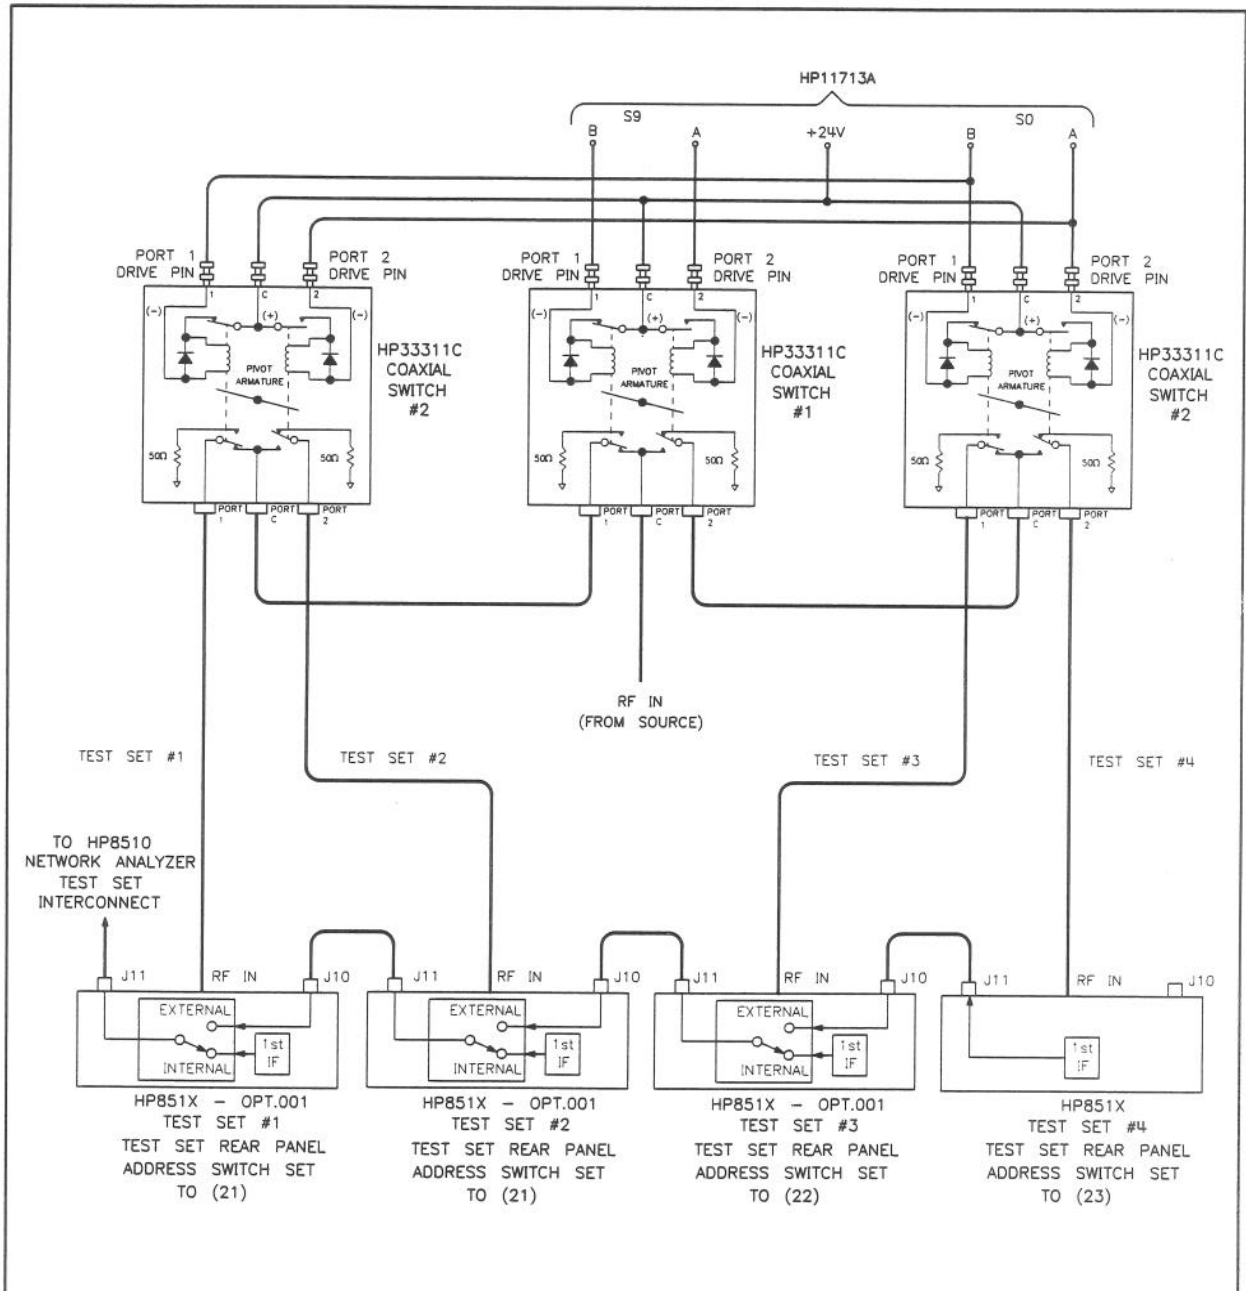 HP11713A
S9
S0
B
A
+24V
B
A
PORT 1
DRIVE PIN
PORT 2
DRIVE PIN
PORT 1
DRIVE PIN
PORT 2
DRIVE PIN
PORT 1
DRIVE PIN
PORT 2
DRIVE PIN
1
C
2
(-)
(+)
(-)
PIVOT
ARMATURE
50Ω
50Ω
HP33311C
COAXIAL
SWITCH
#2
1
C
2
(-)
(+)
(-)
PIVOT
ARMATURE
50Ω
50Ω
HP33311C
COAXIAL
SWITCH
#1
1
C
2
(-)
(+)
(-)
PIVOT
ARMATURE
50Ω
50Ω
HP33311C
COAXIAL
SWITCH
#2
PORT
1
PORT
C
PORT
2
PORT
1
PORT
C
PORT
2
PORT
1
PORT
C
PORT
2
RF IN
(FROM SOURCE)
TEST SET #1
TEST SET #2
TEST SET #3
TEST SET #4
TO HP8510
NETWORK ANALYZER
TEST SET
INTERCONNECT
J11
RF IN
J10
J11
RF IN
J10
J11
RF IN
J10
J11
RF IN
J10
EXTERNAL
INTERNAL
1st
IF
EXTERNAL
INTERNAL
1st
IF
EXTERNAL
INTERNAL
1st
IF
1st
IF
HP851X - OPT.001
TEST SET #1
TEST SET REAR PANEL
ADDRESS SWITCH SET
TO (21)
HP851X - OPT.001
TEST SET #2
TEST SET REAR PANEL
ADDRESS SWITCH SET
TO (21)
HP851X - OPT.001
TEST SET #3
TEST SET REAR PANEL
ADDRESS SWITCH SET
TO (22)
HP851X
TEST SET #4
TEST SET REAR PANEL
ADDRESS SWITCH SET
TO (23)